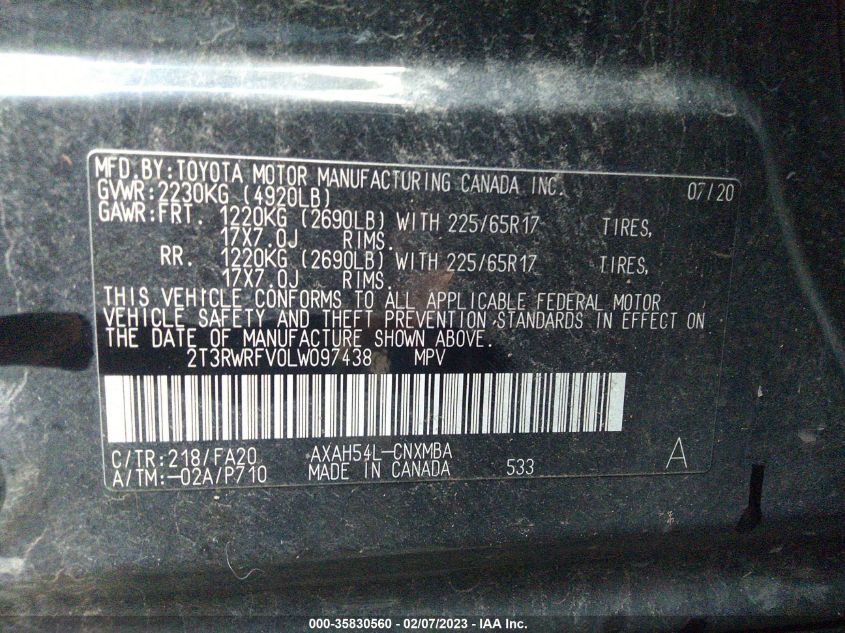 MFD.BY:TOYOTA MOTOR MANUFACTURING CANADA INC. 07/20
GVWR:2230KG (4920LB)
GAWR:FRT. 1220KG (2690LB) WITH 225/65R17 TIRES,
17X7.0J RIMS.
RR. 1220KG (2690LB) WITH 225/65R17 TIRES,
17X7.0J RIMS.
THIS VEHICLE CONFORMS TO ALL APPLICABLE FEDERAL MOTOR
VEHICLE SAFETY AND THEFT PREVENTION STANDARDS IN EFFECT ON
THE DATE OF MANUFACTURE SHOWN ABOVE.
2T3RWRFV0LW097438 MPV
C/TR:218/FA20 AXAH54L-CNXMBA A
A/TM:-02A/P710 MADE IN CANADA 533
000-35830560 - 02/07/2023 - IAA Inc.